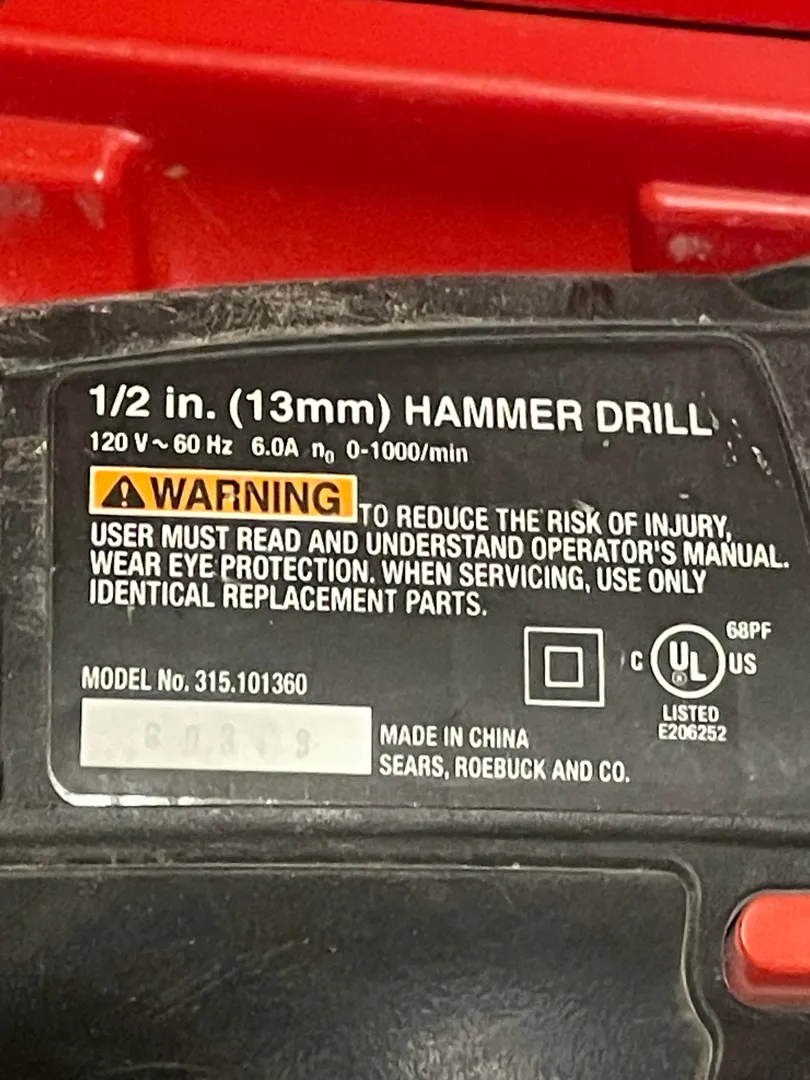 1/2 in. (13mm) HAMMER DRILL
120 V~60 Hz 6.0A n₀ 0-1000/min
WARNING TO REDUCE THE RISK OF INJURY,
USER MUST READ AND UNDERSTAND OPERATOR'S MANUAL.
WEAR EYE PROTECTION. WHEN SERVICING, USE ONLY
IDENTICAL REPLACEMENT PARTS.
68PF
C UL ® US
LISTED
E206252
MODEL No. 315.101360
MADE IN CHINA
SEARS, ROEBUCK AND CO.